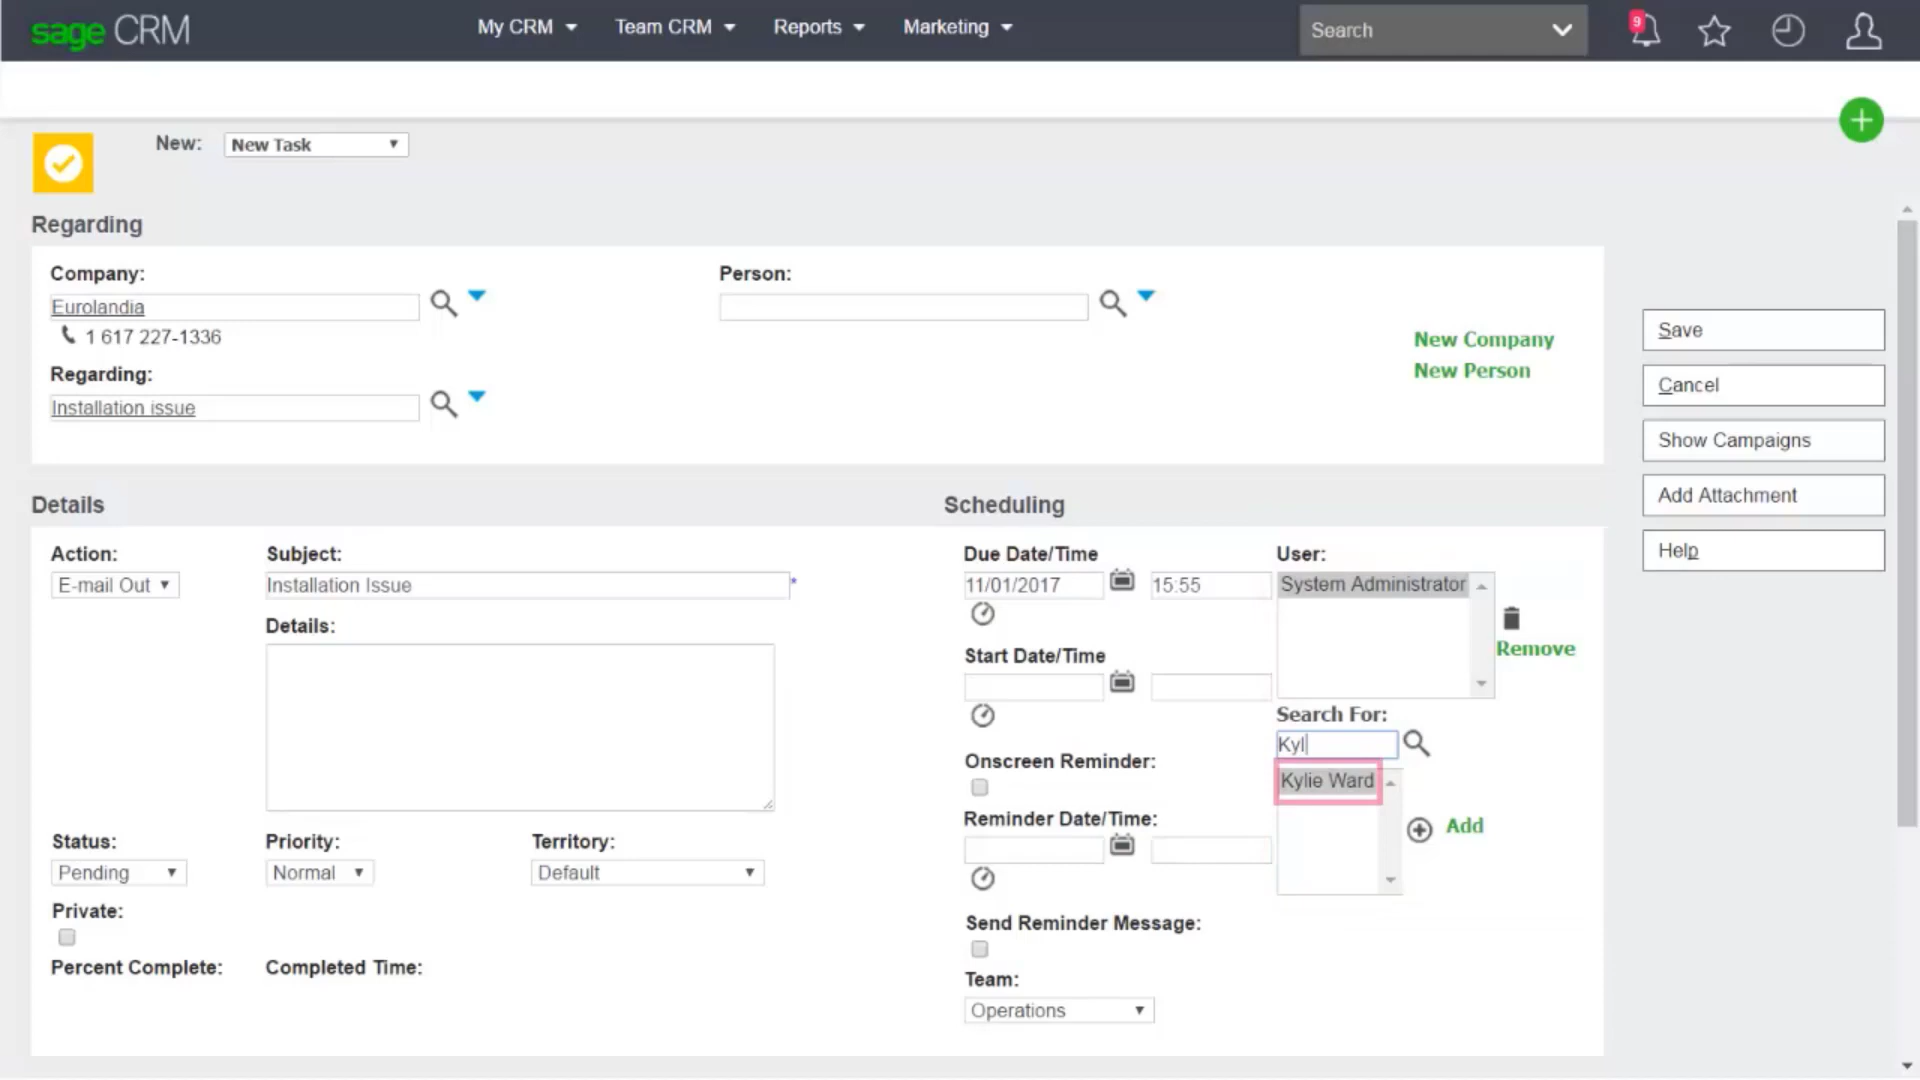 sage CRM
My CRM
Team CRM
Reports
Marketing
Search
9
New: New Task
Regarding
Company:
Eurolandia
1 617 227-1336
Person:
New Company
New Person
Regarding:
Installation issue
Save
Cancel
Show Campaigns
Add Attachment
Help
Details
Action:
E-mail Out
Subject:
Installation Issue *
Details:
Status:
Pending
Priority:
Normal
Territory:
Default
Private:
Percent Complete:
Completed Time:
Scheduling
Due Date/Time
11/01/2017 15:55
Start Date/Time
Onscreen Reminder:
Reminder Date/Time:
Send Reminder Message:
Team:
Operations
User:
System Administrator
Remove
Search For:
Kyl
Kylie Ward
Add